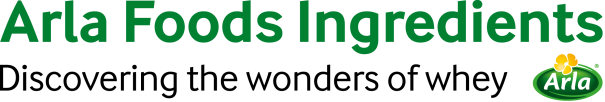 Arla Foods Ingredients
Discovering the wonders of whey
Arla®